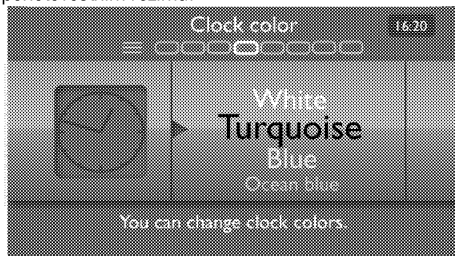 Clock color
16:20
White
Turquoise
Blue
Ocean blue
You can change clock colors.